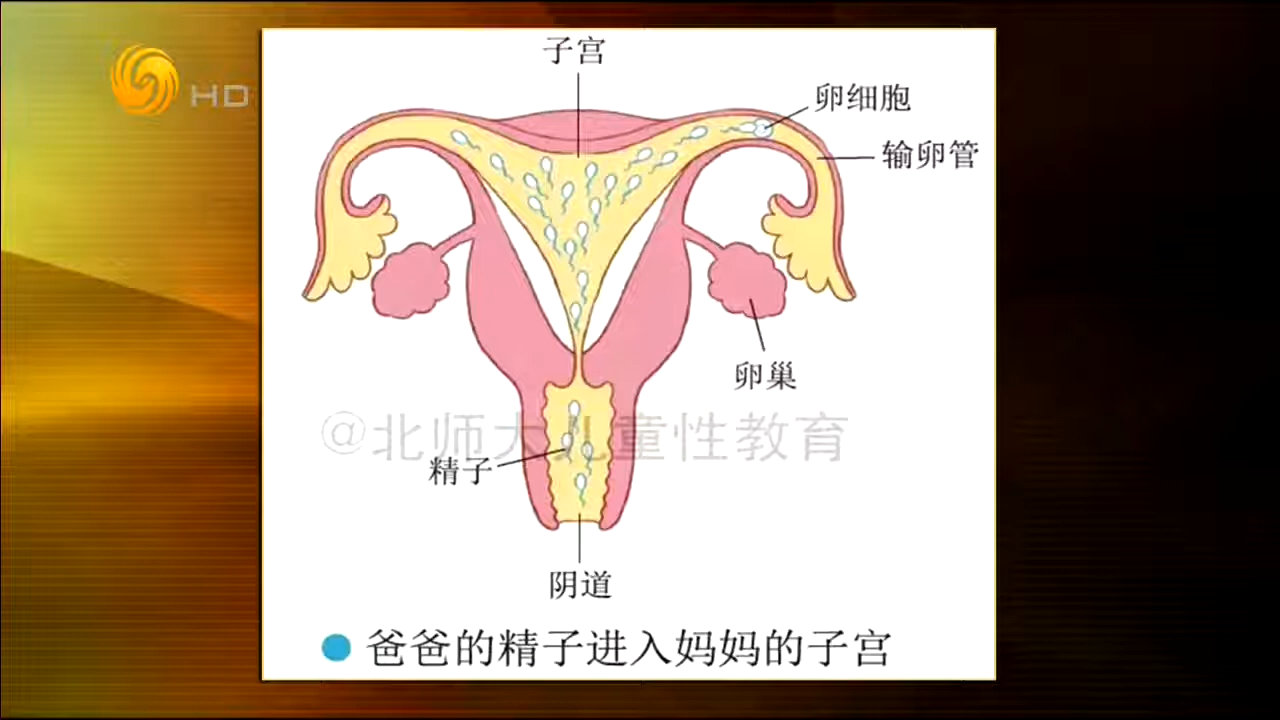 子宫
HD
卵细胞
输卵管
卵巢
@北师大儿童性教育
精子
阴道
爸爸的精子进入妈妈的子宫